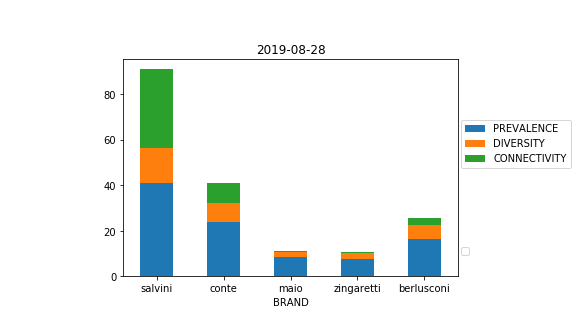 2019-08-28
80
60
40
20
0
salvini conte maio zingaretti berlusconi
BRAND
PREVALENCE
DIVERSITY
CONNECTIVITY